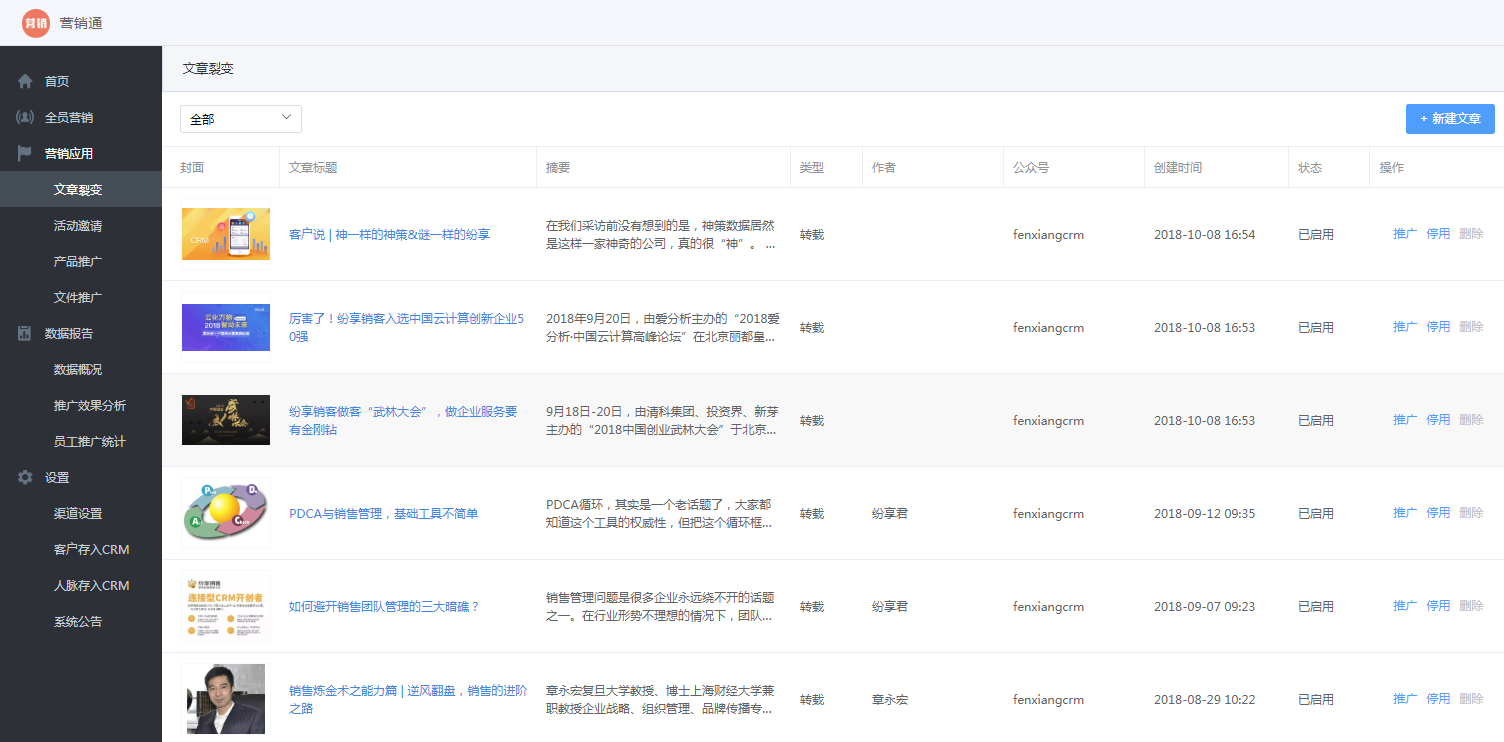 营销 营销通
文章裂变
首页
全员营销
营销应用
文章裂变
活动邀请
产品推广
文件推广
数据报告
数据概况
推广效果分析
员工推广统计
设置
渠道设置
客户存入CRM
人脉存入CRM
系统公告
全部
+ 新建文章
封面 文章标题 摘要 类型 作者 公众号 创建时间 状态 操作
CRM
客户说 | 神一样的神策&谜一样的纷享
在我们采访前没有想到的是，神策数据居然
是这样一家神奇的公司，真的很“神”。 ...
转载 fenxiangcrm 2018-10-08 16:54 已启用 推广 停用 删除
2018
厉害了！纷享销客入选中国云计算创新企业5
0强
2018年9月20日，由爱分析主办的“2018爱
分析·中国云计算高峰论坛”在北京丽都皇...
转载 fenxiangcrm 2018-10-08 16:53 已启用 推广 停用 删除
纷享销客做客“武林大会”，做企业服务要
有金刚钻
9月18日-20日，由清科集团、投资界、新芽
主办的“2018中国创业武林大会”于北京...
转载 fenxiangcrm 2018-10-08 16:53 已启用 推广 停用 删除
PDCA与销售管理，基础工具不简单
PDCA循环，其实是一个老话题了，大家都
知道这个工具的权威性，但把这个循环框...
转载 纷享君 fenxiangcrm 2018-09-12 09:35 已启用 推广 停用 删除
纷享销客
连接型CRM开创者
如何避开销售团队管理的三大暗礁？
销售管理问题是很多企业永远绕不开的话题
之一。在行业形势不理想的情况下，团队...
转载 纷享君 fenxiangcrm 2018-09-07 09:23 已启用 推广 停用 删除
销售炼金术之能力篇 | 逆风翻盘，销售的进阶
之路
章永宏复旦大学教授、博士上海财经大学兼
职教授企业战略、组织管理、品牌传播专...
转载 章永宏 fenxiangcrm 2018-08-29 10:22 已启用 推广 停用 删除